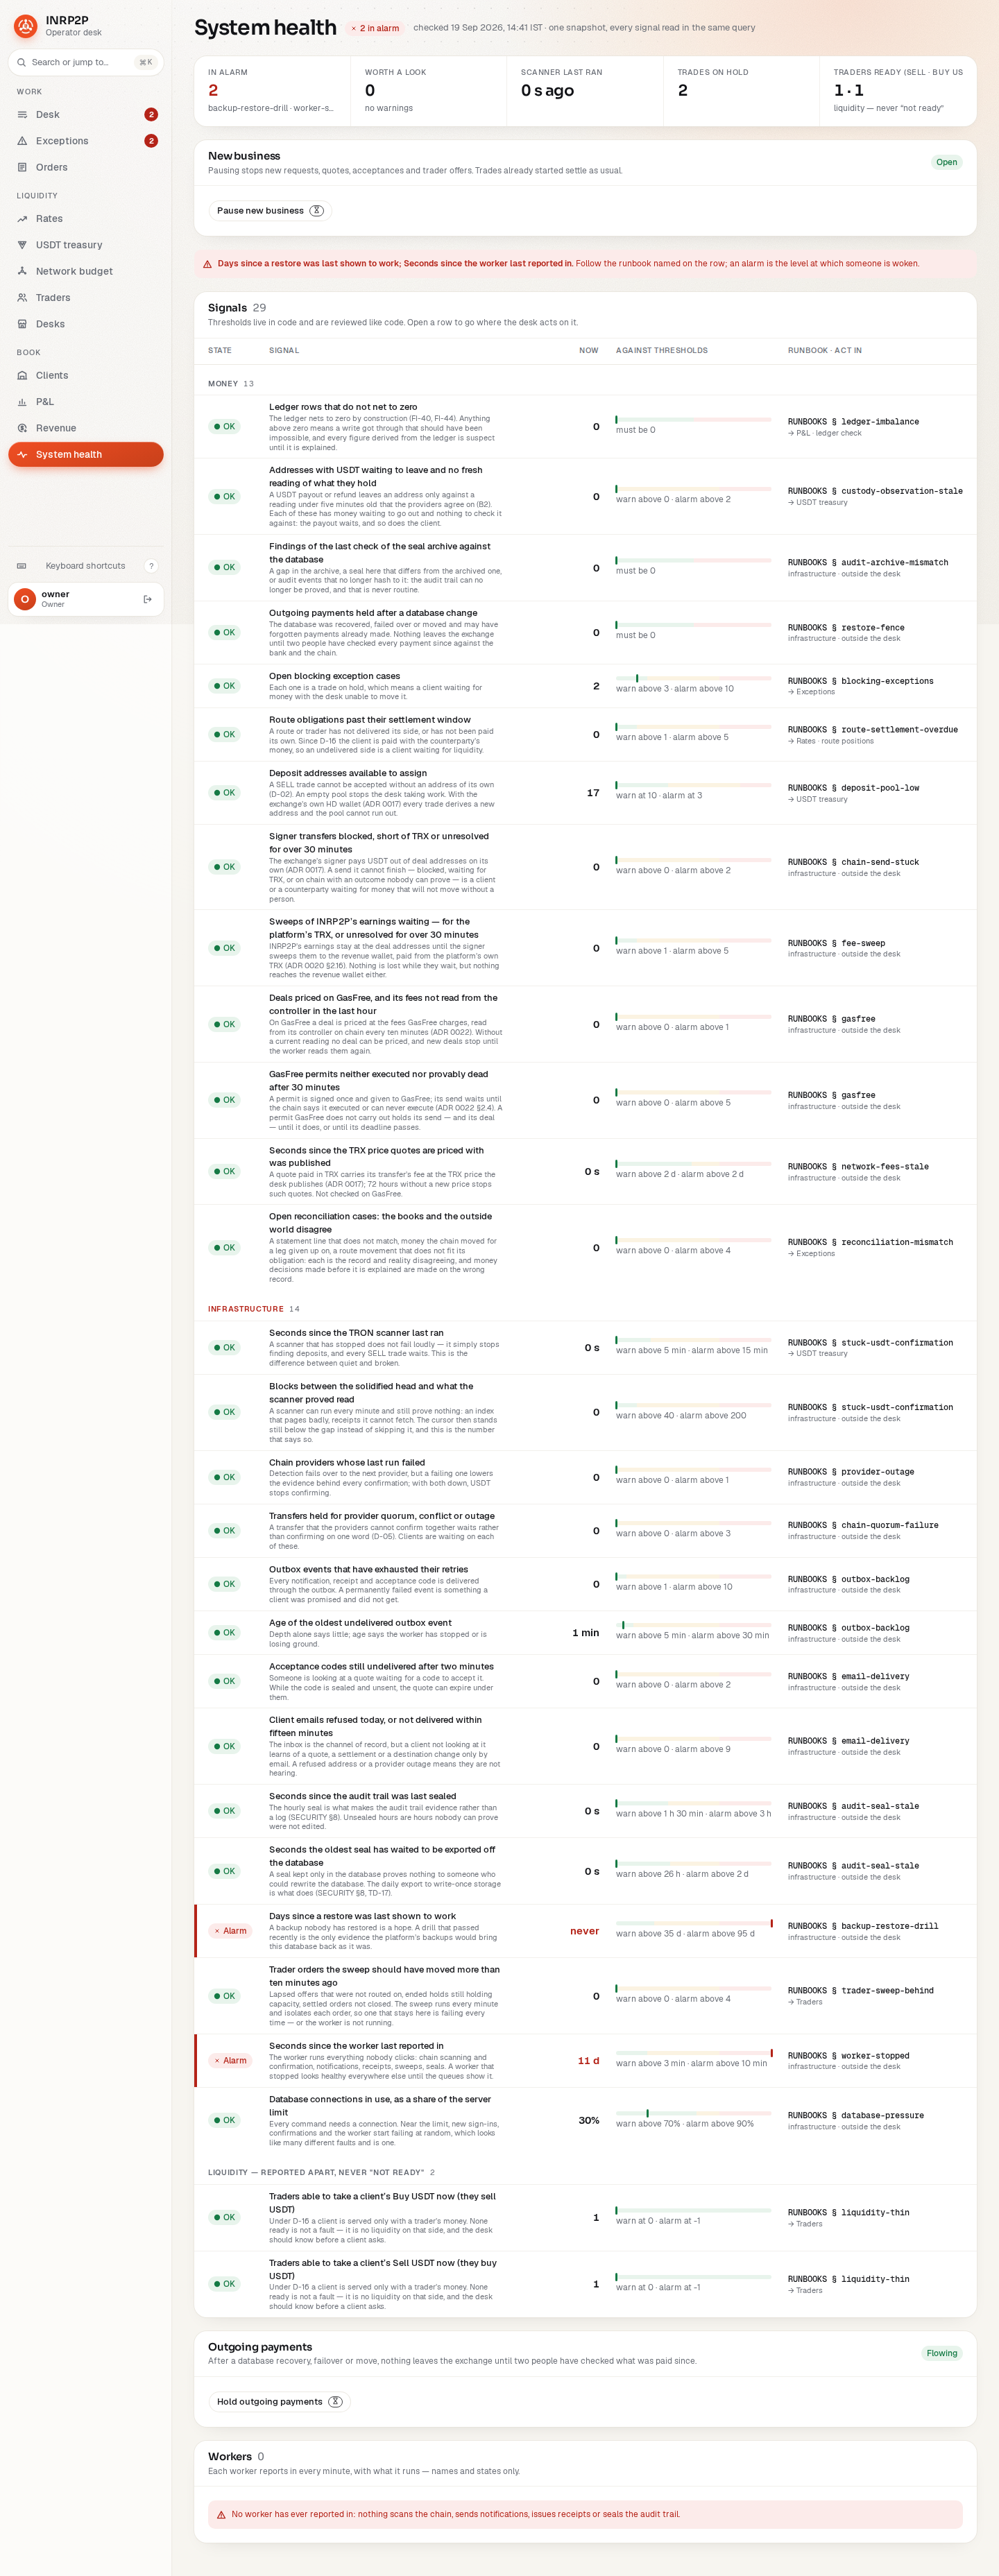 INRP2P
Operator desk
Search or jump to...
⌘K
WORK
Desk 2
Exceptions 2
Orders
LIQUIDITY
Rates
USDT treasury
Network budget
Traders
Desks
BOOK
Clients
P&L
Revenue
System health
Keyboard shortcuts ?
O
owner
Owner
System health × 2 in alarm checked 19 Sep 2026, 14:41 IST · one snapshot, every signal read in the same query
IN ALARM
2
backup-restore-drill · worker-s...
WORTH A LOOK
0
no warnings
SCANNER LAST RAN
0 s ago
TRADES ON HOLD
2
TRADERS READY (SELL · BUY US
1 · 1
liquidity — never "not ready"
New business
Pausing stops new requests, quotes, acceptances and trader offers. Trades already started settle as usual.
Open
Pause new business
Days since a restore was last shown to work; Seconds since the worker last reported in. Follow the runbook named on the row; an alarm is the level at which someone is woken.
Signals 29
Thresholds live in code and are reviewed like code. Open a row to go where the desk acts on it.
STATE SIGNAL NOW AGAINST THRESHOLDS RUNBOOK · ACT IN
MONEY 13
OK
Ledger rows that do not net to zero
The ledger nets to zero by construction (FI-40, FI-44). Anything
above zero means a write got through that should have been
impossible, and every figure derived from the ledger is suspect
until it is explained.
0
must be 0
RUNBOOKS § ledger-imbalance
→ P&L · ledger check
OK
Addresses with USDT waiting to leave and no fresh
reading of what they hold
A USDT payout or refund leaves an address only against a
reading under five minutes old that the providers agree on (B2).
Each of these has money waiting to go out and nothing to check it
against: the payout waits, and so does the client.
0
warn above 0 · alarm above 2
RUNBOOKS § custody-observation-stale
→ USDT treasury
OK
Findings of the last check of the seal archive against
the database
A gap in the archive, a seal here that differs from the archived one,
or audit events that no longer hash to it: the audit trail can no
longer be proved, and that is never routine.
0
must be 0
RUNBOOKS § audit-archive-mismatch
infrastructure · outside the desk
OK
Outgoing payments held after a database change
The database was recovered, failed over or moved and may have
forgotten payments already made. Nothing leaves the exchange
until two people have checked every payment since against the
bank and the chain.
0
must be 0
RUNBOOKS § restore-fence
infrastructure · outside the desk
OK
Open blocking exception cases
Each one is a trade on hold, which means a client waiting for
money with the desk unable to move it.
2
warn above 3 · alarm above 10
RUNBOOKS § blocking-exceptions
→ Exceptions
OK
Route obligations past their settlement window
A route or trader has not delivered its side, or has not been paid
its own. Since D-16 the client is paid with the counterparty's
money, so an undelivered side is a client waiting for liquidity.
0
warn above 1 · alarm above 5
RUNBOOKS § route-settlement-overdue
→ Rates · route positions
OK
Deposit addresses available to assign
A SELL trade cannot be accepted without an address of its own
(D-02). An empty pool stops the desk taking work. With the
exchange's own HD wallet (ADR 0017) every trade derives a new
address and the pool cannot run out.
17
warn at 10 · alarm at 3
RUNBOOKS § deposit-pool-low
→ USDT treasury
OK
Signer transfers blocked, short of TRX or unresolved
for over 30 minutes
The exchange's signer pays USDT out of deal addresses on its
own (ADR 0017). A send it cannot finish — blocked, waiting for
TRX, or on chain with an outcome nobody can prove — is a client
or a counterparty waiting for money that will not move without a
person.
0
warn above 0 · alarm above 2
RUNBOOKS § chain-send-stuck
infrastructure · outside the desk
OK
Sweeps of INRP2P's earnings waiting — for the
platform's TRX, or unresolved for over 30 minutes
INRP2P's earnings stay at the deal addresses until the signer
sweeps them to the revenue wallet, paid from the platform's own
TRX (ADR 0020 §2.16). Nothing is lost while they wait, but nothing
reaches the revenue wallet either.
0
warn above 1 · alarm above 5
RUNBOOKS § fee-sweep
infrastructure · outside the desk
OK
Deals priced on GasFree, and its fees not read from the
controller in the last hour
On GasFree a deal is priced at the fees GasFree charges, read
from its controller on chain every ten minutes (ADR 0022). Without
a current reading no deal can be priced, and new deals stop until
the worker reads them again.
0
warn above 0 · alarm above 1
RUNBOOKS § gasfree
infrastructure · outside the desk
OK
GasFree permits neither executed nor provably dead
after 30 minutes
A permit is signed once and given to GasFree; its send waits until
the chain says it executed or can never execute (ADR 0022 §2.4). A
permit GasFree does not carry out holds its send — and its deal
— until it does, or until its deadline passes.
0
warn above 0 · alarm above 5
RUNBOOKS § gasfree
infrastructure · outside the desk
OK
Seconds since the TRX price quotes are priced with
was published
A quote paid in TRX carries its transfer's fee at the TRX price the
desk publishes (ADR 0017); 72 hours without a new price stops
such quotes. Not checked on GasFree.
0 s
warn above 2 d · alarm above 2 d
RUNBOOKS § network-fees-stale
infrastructure · outside the desk
OK
Open reconciliation cases: the books and the outside
world disagree
A statement line that does not match, money the chain moved for
a leg given up on, a route movement that does not fit its
obligation: each is the record and reality disagreeing, and money
decisions made before it is explained are made on the wrong
record.
0
warn above 0 · alarm above 4
RUNBOOKS § reconciliation-mismatch
→ Exceptions
INFRASTRUCTURE 14
OK
Seconds since the TRON scanner last ran
A scanner that has stopped does not fail loudly — it simply stops
finding deposits, and every SELL trade waits. This is the
difference between quiet and broken.
0 s
warn above 5 min · alarm above 15 min
RUNBOOKS § stuck-usdt-confirmation
→ USDT treasury
OK
Blocks between the solidified head and what the
scanner proved read
A scanner can run every minute and still prove nothing: an index
that pages badly, receipts it cannot fetch. The cursor then stands
still below the gap instead of skipping it, and this is the number
that says so.
0
warn above 40 · alarm above 200
RUNBOOKS § stuck-usdt-confirmation
infrastructure · outside the desk
OK
Chain providers whose last run failed
Detection fails over to the next provider, but a failing one lowers
the evidence behind every confirmation; with both down, USDT
stops confirming.
0
warn above 0 · alarm above 1
RUNBOOKS § provider-outage
infrastructure · outside the desk
OK
Transfers held for provider quorum, conflict or outage
A transfer that the providers cannot confirm together waits rather
than confirming on one word (D-05). Clients are waiting on each
of these.
0
warn above 0 · alarm above 3
RUNBOOKS § chain-quorum-failure
infrastructure · outside the desk
OK
Outbox events that have exhausted their retries
Every notification, receipt and acceptance code is delivered
through the outbox. A permanently failed event is something a
client was promised and did not get.
0
warn above 1 · alarm above 10
RUNBOOKS § outbox-backlog
infrastructure · outside the desk
OK
Age of the oldest undelivered outbox event
Depth alone says little; age says the worker has stopped or is
losing ground.
1 min
warn above 5 min · alarm above 30 min
RUNBOOKS § outbox-backlog
infrastructure · outside the desk
OK
Acceptance codes still undelivered after two minutes
Someone is looking at a quote waiting for a code to accept it.
While the code is sealed and unsent, the quote can expire under
them.
0
warn above 0 · alarm above 2
RUNBOOKS § email-delivery
infrastructure · outside the desk
OK
Client emails refused today, or not delivered within
fifteen minutes
The inbox is the channel of record, but a client not looking at it
learns of a quote, a settlement or a destination change only by
email. A refused address or a provider outage means they are not
hearing.
0
warn above 0 · alarm above 9
RUNBOOKS § email-delivery
infrastructure · outside the desk
OK
Seconds since the audit trail was last sealed
The hourly seal is what makes the audit trail evidence rather than
a log (SECURITY §8). Unsealed hours are hours nobody can prove
were not edited.
0 s
warn above 1 h 30 min · alarm above 3 h
RUNBOOKS § audit-seal-stale
infrastructure · outside the desk
OK
Seconds the oldest seal has waited to be exported off
the database
A seal kept only in the database proves nothing to someone who
could rewrite the database. The daily export to write-once storage
is what does (SECURITY §8, TD-17).
0 s
warn above 26 h · alarm above 2 d
RUNBOOKS § audit-seal-stale
infrastructure · outside the desk
× Alarm
Days since a restore was last shown to work
A backup nobody has restored is a hope. A drill that passed
recently is the only evidence the platform's backups would bring
this database back as it was.
never
warn above 35 d · alarm above 95 d
RUNBOOKS § backup-restore-drill
infrastructure · outside the desk
OK
Trader orders the sweep should have moved more than
ten minutes ago
Lapsed offers that were not routed on, ended holds still holding
capacity, settled orders not closed. The sweep runs every minute
and isolates each order, so one that stays here is failing every
time — or the worker is not running.
0
warn above 0 · alarm above 4
RUNBOOKS § trader-sweep-behind
→ Traders
× Alarm
Seconds since the worker last reported in
The worker runs everything nobody clicks: chain scanning and
confirmation, notifications, receipts, sweeps, seals. A worker that
stopped looks healthy everywhere else until the queues show it.
11 d
warn above 3 min · alarm above 10 min
RUNBOOKS § worker-stopped
infrastructure · outside the desk
OK
Database connections in use, as a share of the server
limit
Every command needs a connection. Near the limit, new sign-ins,
confirmations and the worker start failing at random, which looks
like many different faults and is one.
30%
warn above 70% · alarm above 90%
RUNBOOKS § database-pressure
infrastructure · outside the desk
LIQUIDITY — REPORTED APART, NEVER "NOT READY" 2
OK
Traders able to take a client's Buy USDT now (they sell
USDT)
Under D-16 a client is served only with a trader's money. None
ready is not a fault — it is no liquidity on that side, and the desk
should know before a client asks.
1
warn at 0 · alarm at -1
RUNBOOKS § liquidity-thin
→ Traders
OK
Traders able to take a client's Sell USDT now (they buy
USDT)
Under D-16 a client is served only with a trader's money. None
ready is not a fault — it is no liquidity on that side, and the desk
should know before a client asks.
1
warn at 0 · alarm at -1
RUNBOOKS § liquidity-thin
→ Traders
Outgoing payments
After a database recovery, failover or move, nothing leaves the exchange until two people have checked what was paid since.
Flowing
Hold outgoing payments
Workers 0
Each worker reports in every minute, with what it runs — names and states only.
No worker has ever reported in: nothing scans the chain, sends notifications, issues receipts or seals the audit trail.